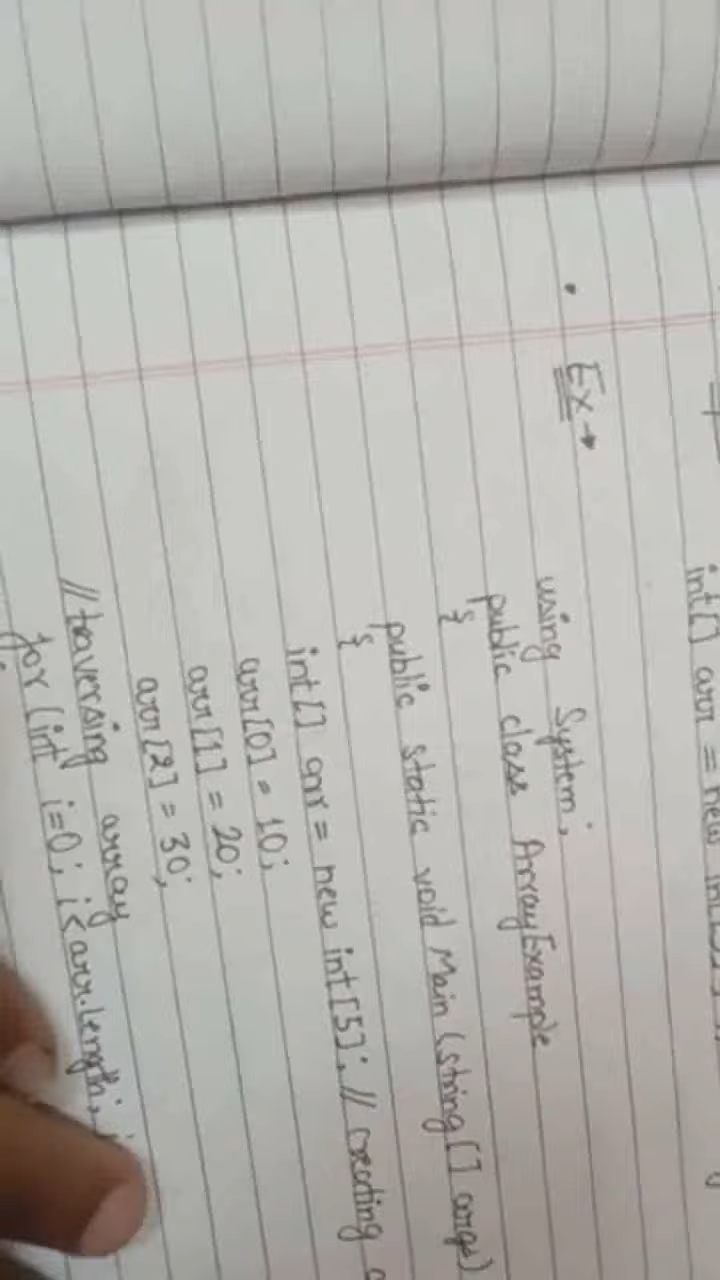 int[] arr = new
Ex →
using System;
public class ArrayExample
{
public static void Main (string[] args)
{
int[] arr = new int[5]; // creating
arr[0] = 10;
arr[1] = 20;
arr[2] = 30;
// traversing array
for (int i=0; i<arr.length;